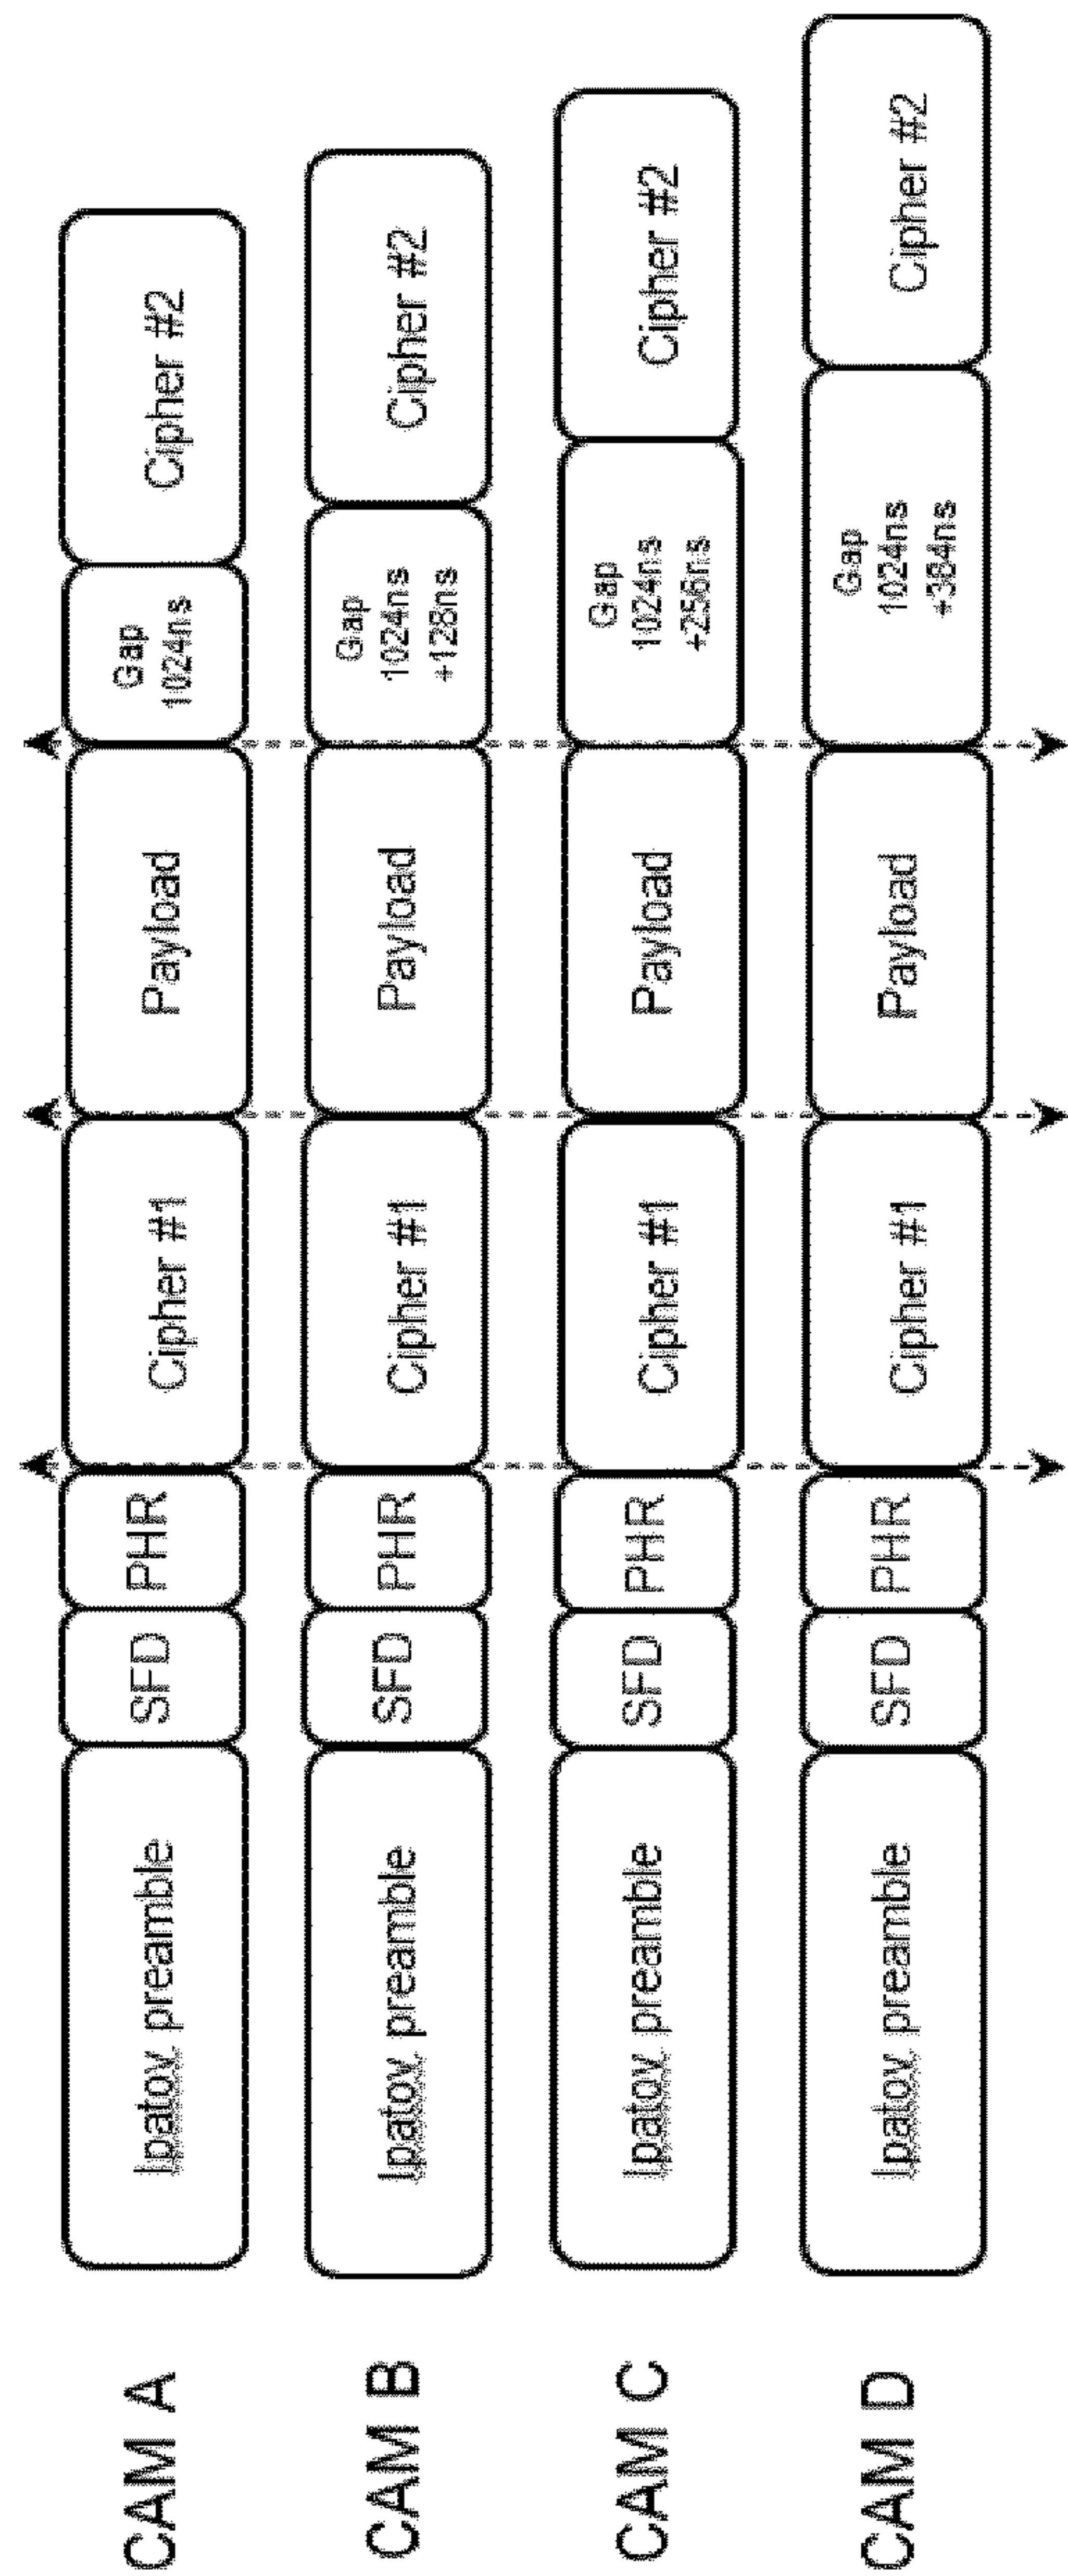 CAM A
Ipatov preamble
SFD
PHR
Cipher #1
Payload
Gap
1024ns
Cipher #2
CAM B
Ipatov preamble
SFD
PHR
Cipher #1
Payload
Gap
1024ns
+128ns
Cipher #2
CAM C
Ipatov preamble
SFD
PHR
Cipher #1
Payload
Gap
1024ns
+256ns
Cipher #2
CAM D
Ipatov preamble
SFD
PHR
Cipher #1
Payload
Gap
1024ns
+384ns
Cipher #2